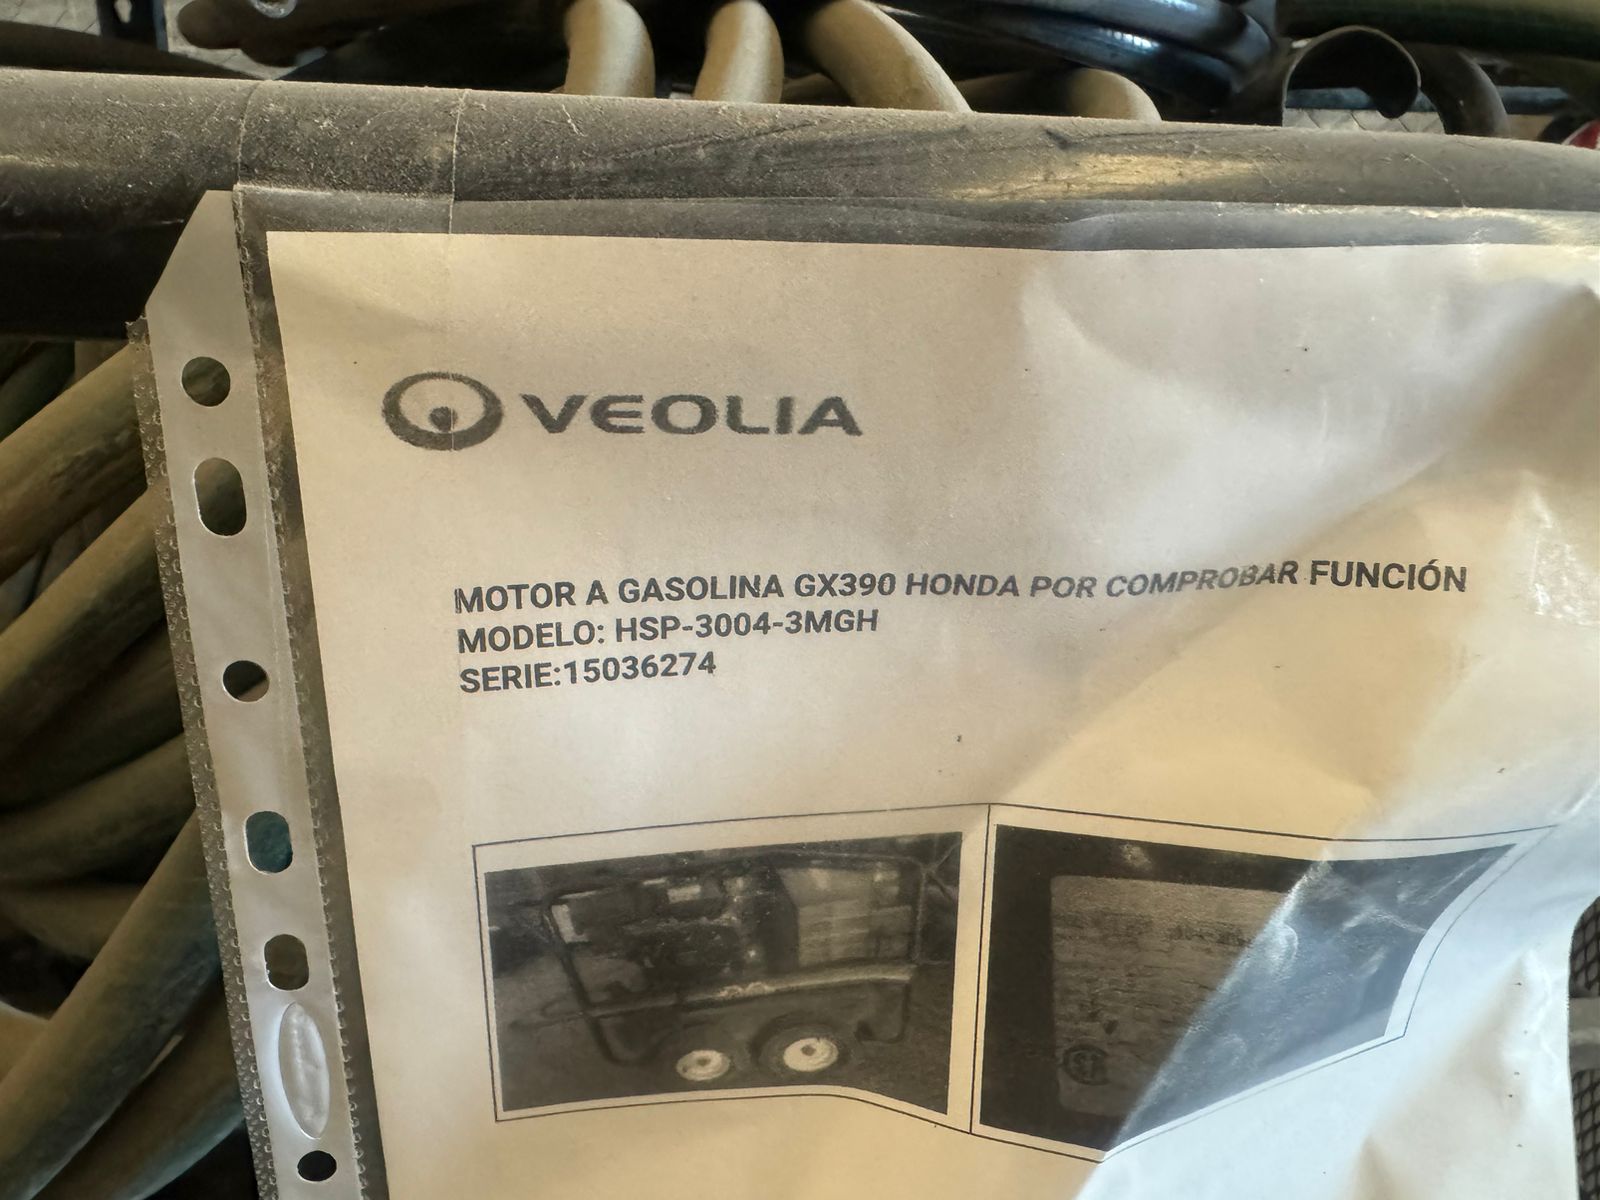 VEOLIA
MOTOR A GASOLINA GX390 HONDA POR COMPROBAR FUNCIÓN
MODELO: HSP-3004-3MGH
SERIE:15036274